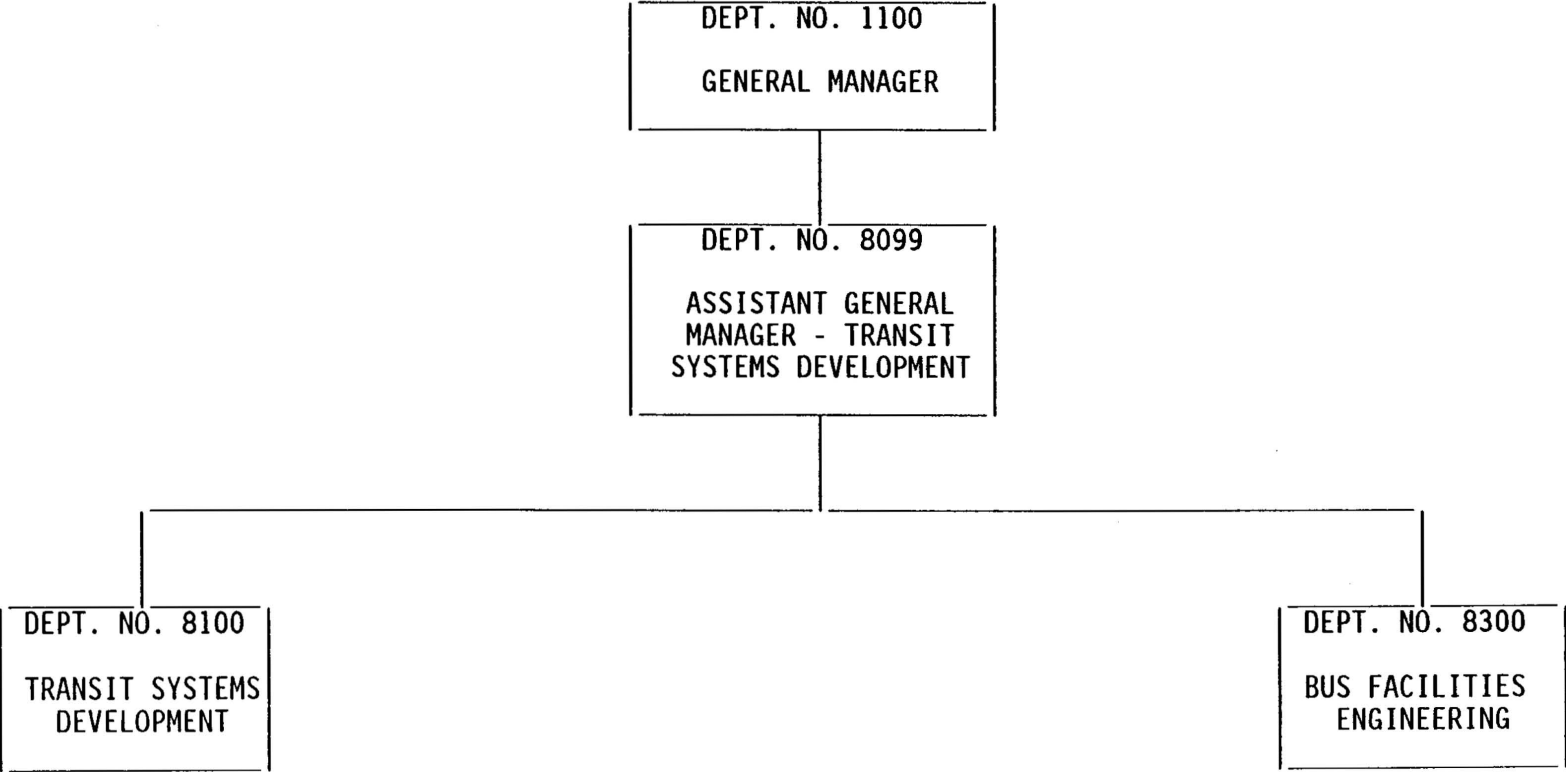 DEPT. NO. 1100
GENERAL MANAGER
DEPT. NO. 8099
ASSISTANT GENERAL
MANAGER - TRANSIT
SYSTEMS DEVELOPMENT
DEPT. NO. 8100
TRANSIT SYSTEMS
DEVELOPMENT
DEPT. NO. 8300
BUS FACILITIES
ENGINEERING